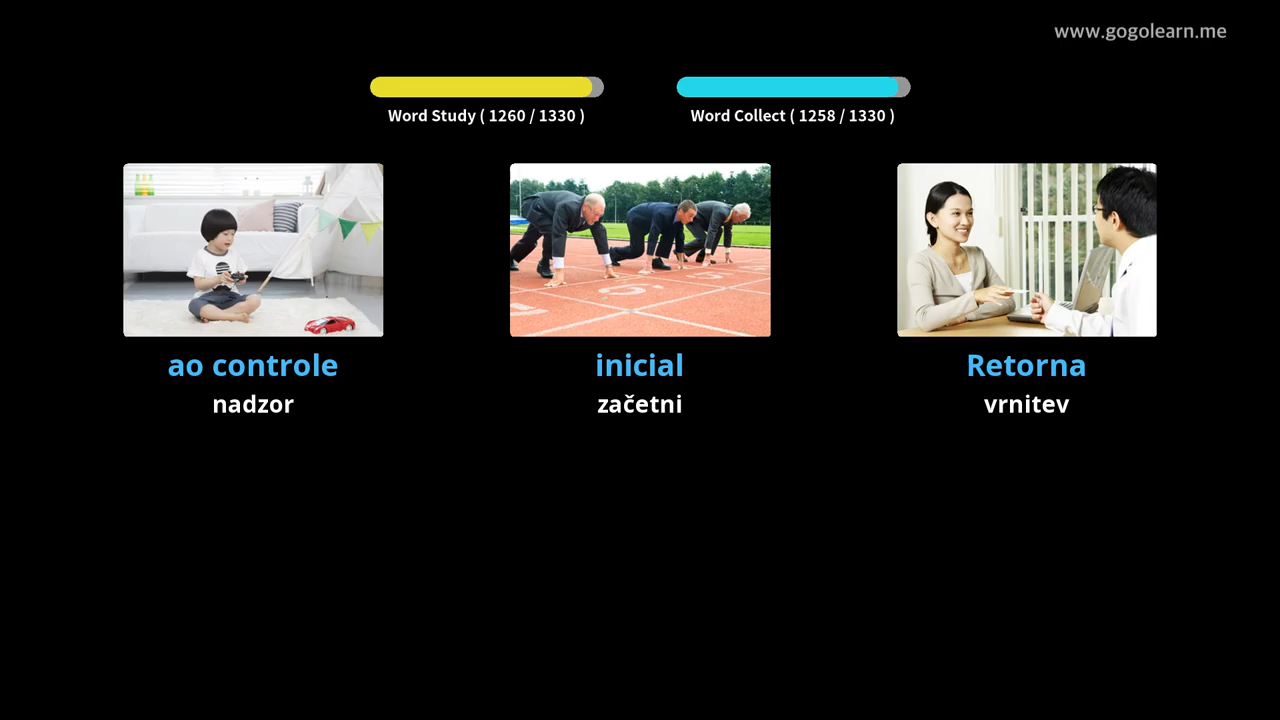 www.gogolearn.me
Word Study ( 1260 / 1330 )
Word Collect ( 1258 / 1330 )
ao controle
nadzor
inicial
začetni
Retorna
vrnitev